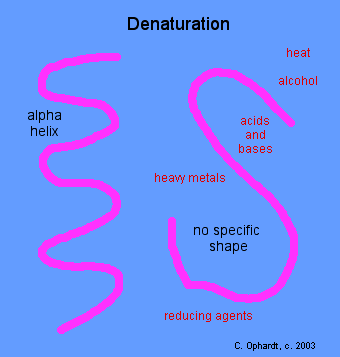 Denaturation
heat
alcohol
alpha
helix
acids
and
bases
heavy metals
no specific
shape
reducing agents
C. Ophardt, c. 2003